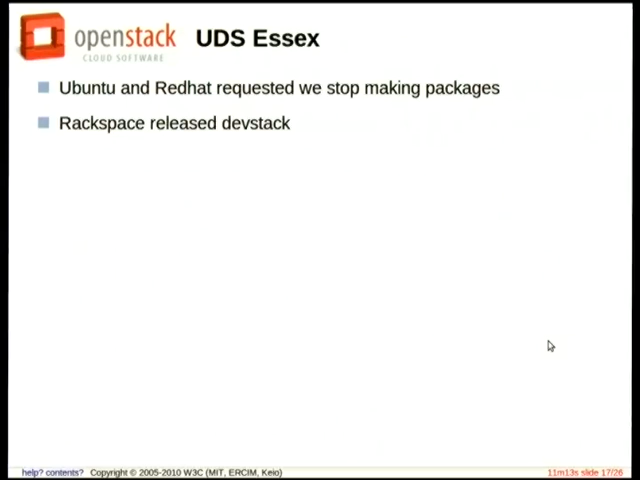 openstack
CLOUD SOFTWARE
UDS Essex
Ubuntu and Redhat requested we stop making packages
Rackspace released devstack
help? contents? Copyright © 2005-2010 W3C (MIT, ERCIM, Keio)
11m13s slide 17/26